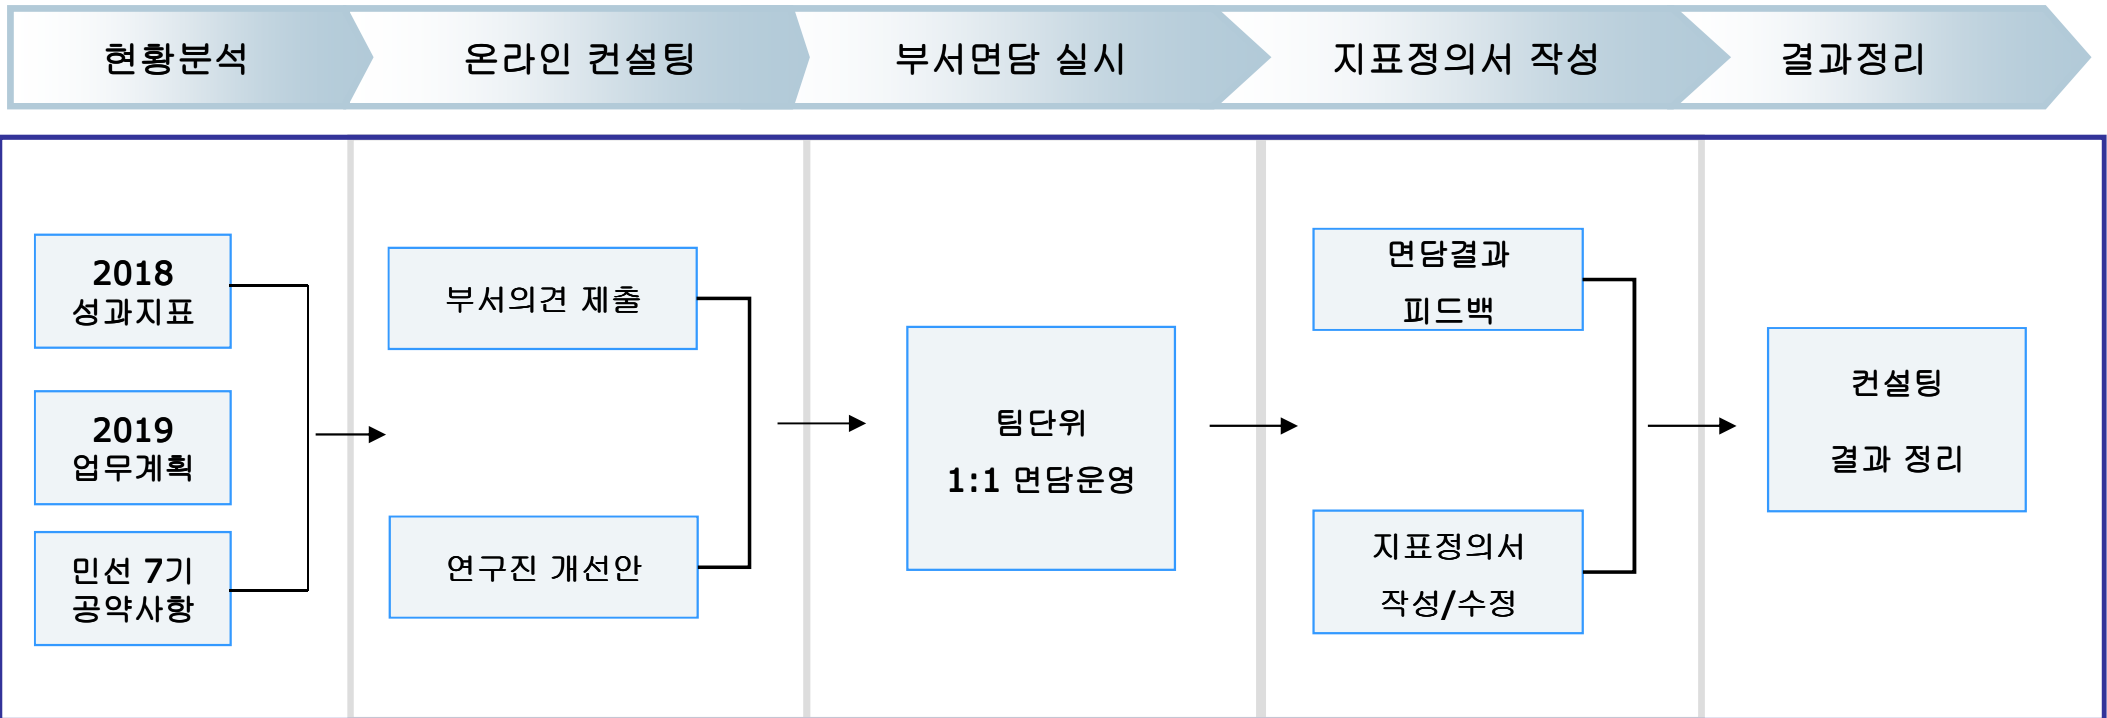 현황분석
온라인 컨설팅
부서면담 실시
지표정의서 작성
결과정리
2018
성과지표
2019
업무계획
민선 7기
공약사항
부서의견 제출
연구진 개선안
팀단위
1:1 면담운영
면담결과
피드백
지표정의서
작성/수정
컨설팅
결과 정리